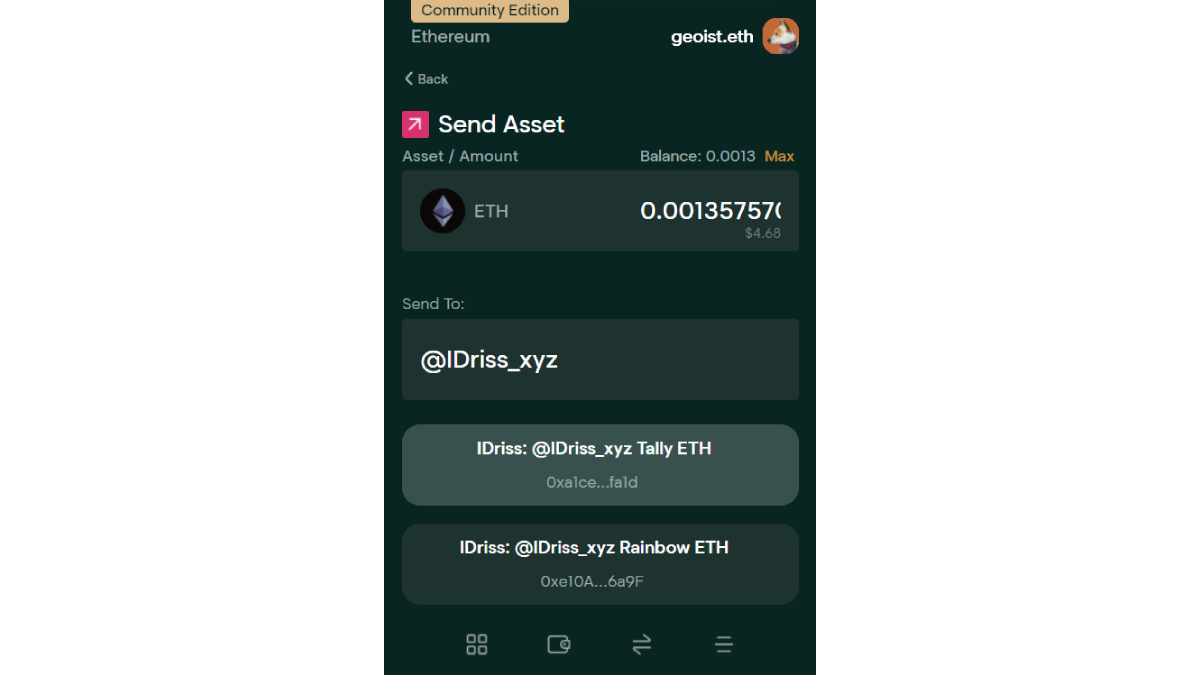 Community Edition
Ethereum
geoist.eth
Back
Send Asset
Asset / Amount
Balance: 0.0013 Max
ETH
0.00135757
$4.68
Send To:
@IDriss_xyz
IDriss: @IDriss_xyz Tally ETH
0xa1ce...fa1d
IDriss: @IDriss_xyz Rainbow ETH
0xe10A...6a9F